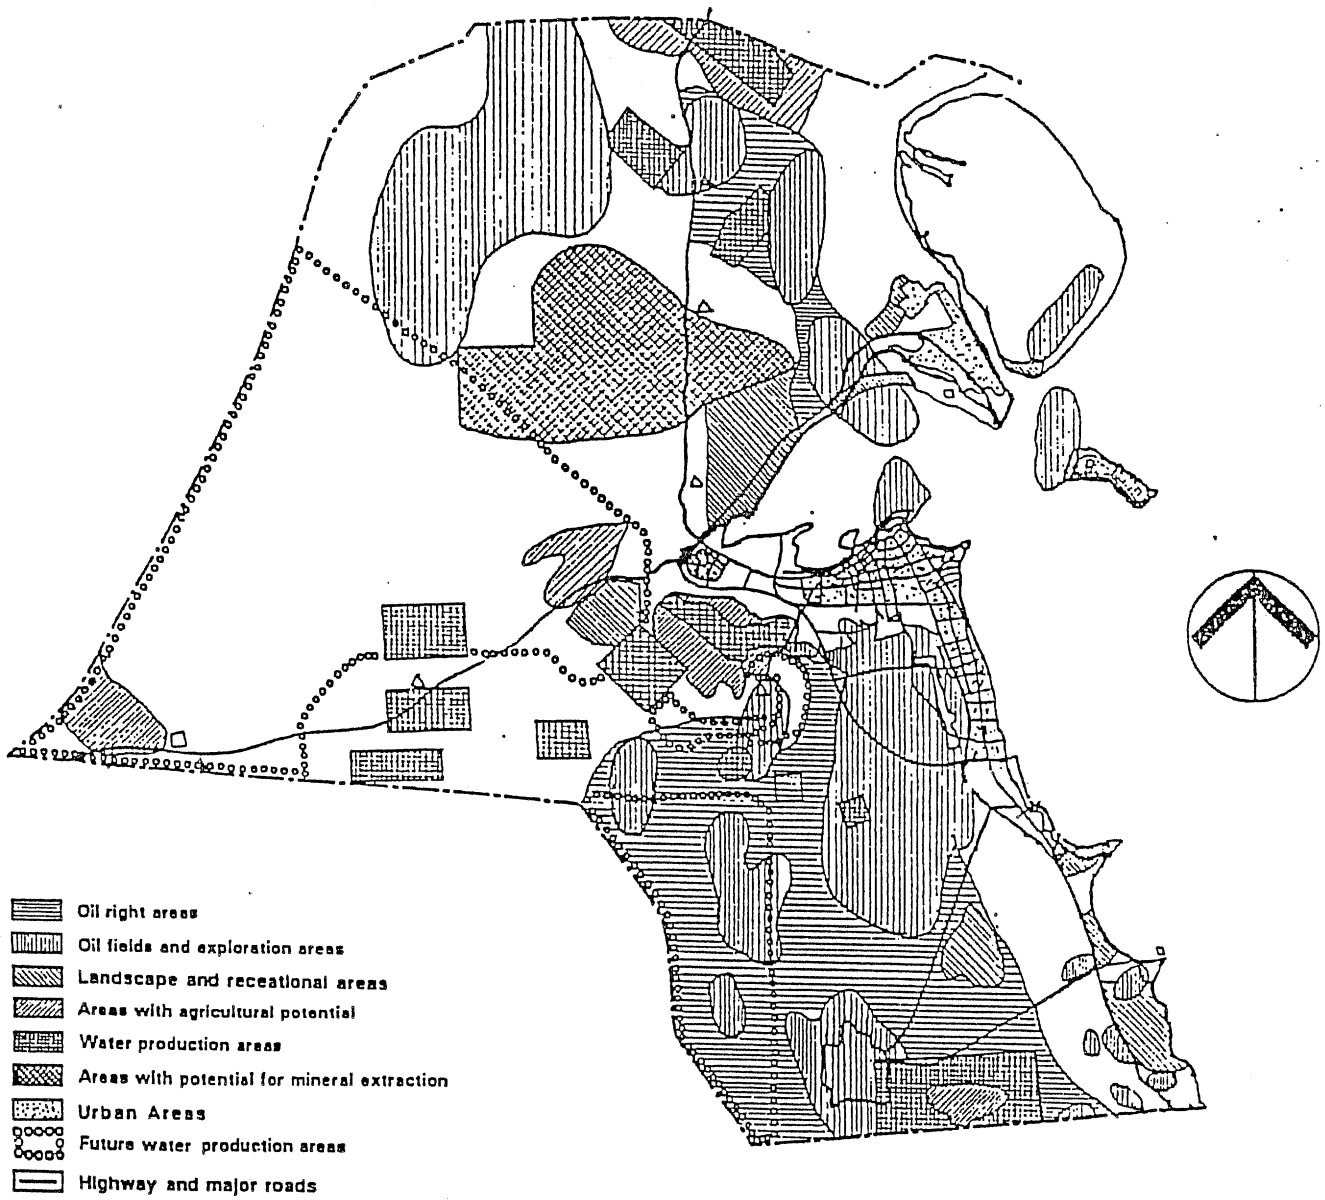 Oil right areas
Oil fields and exploration areas
Landscape and receational areas
Areas with agricultural potential
Water production areas
Areas with potential for mineral extraction
Urban Areas
Future water production areas
Highway and major roads